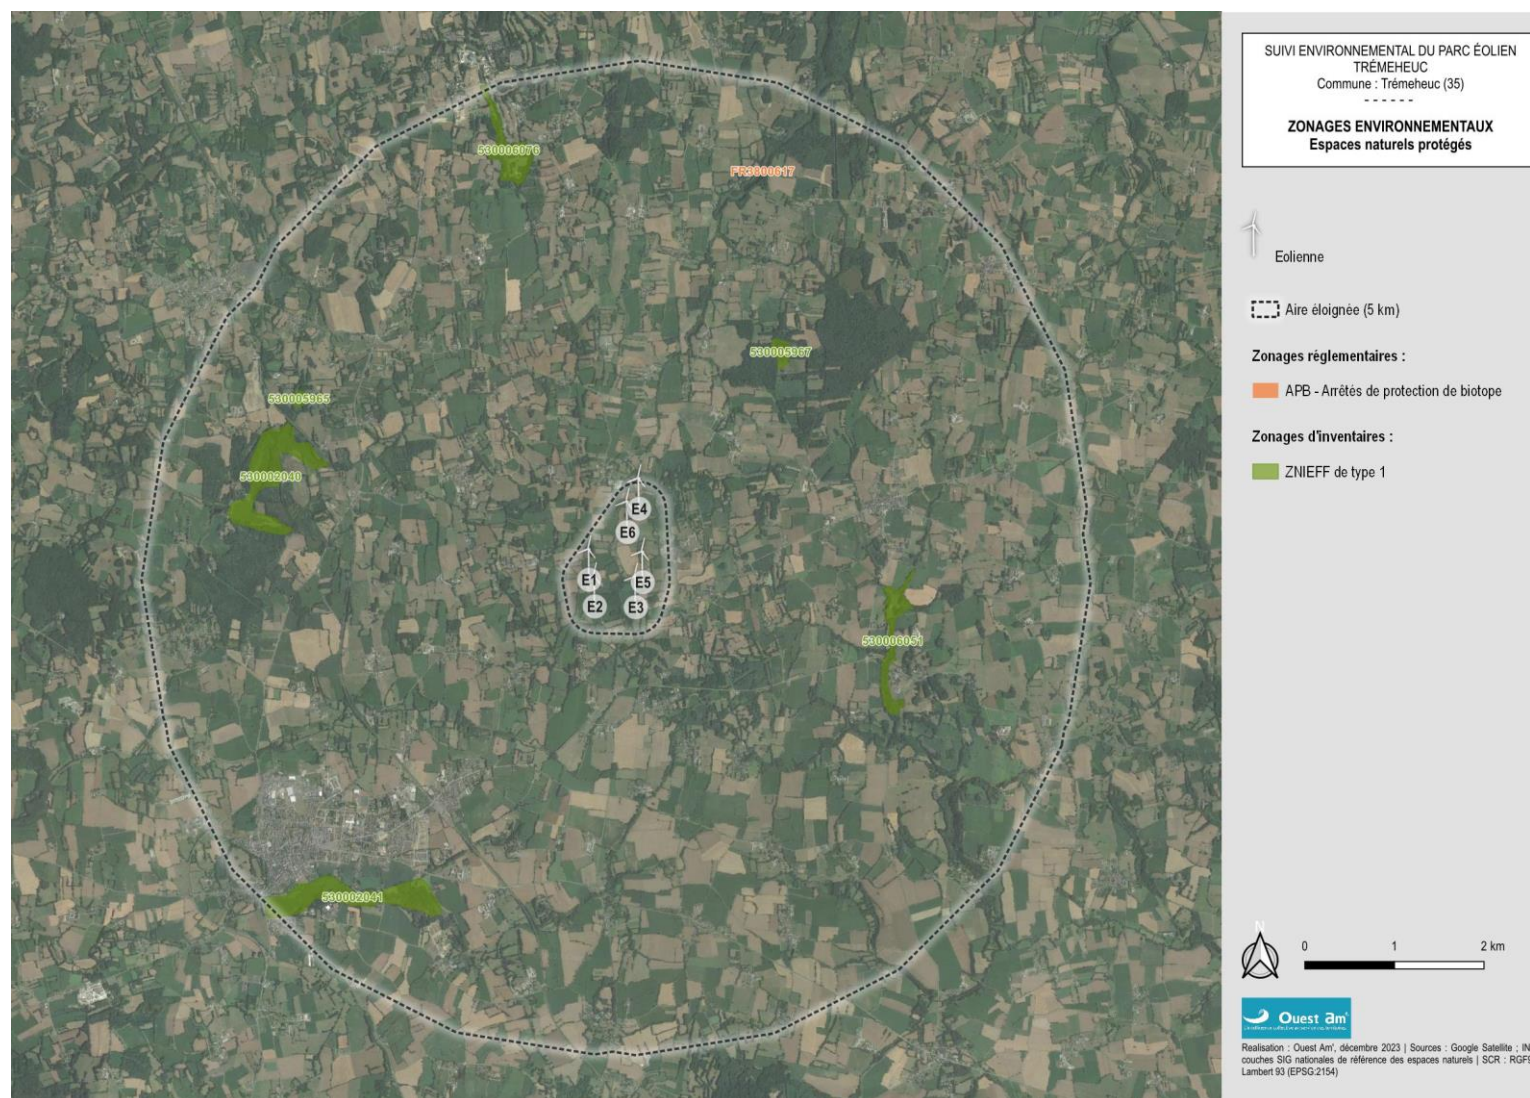 SUIVI ENVIRONNEMENTAL DU PARC ÉOLIEN
TRÉMEHEUC
Commune : Trémeheuc (35)
- - - - - -
ZONAGES ENVIRONNEMENTAUX
Espaces naturels protégés
Eolienne
Aire éloignée (5 km)
Zonages réglementaires :
APB - Arrêtés de protection de biotope
Zonages d'inventaires :
ZNIEFF de type 1
530006076
FR3800617
530005967
530005965
530002040
E4
E6
E1
E5
E2
E3
530006051
530002041
N
0 1 2 km
Ouest am'
Realisation : Ouest Am', décembre 2023 | Sources : Google Satellite ; IN
couches SIG nationales de référence des espaces naturels | SCR : RGF9
Lambert 93 (EPSG:2154)